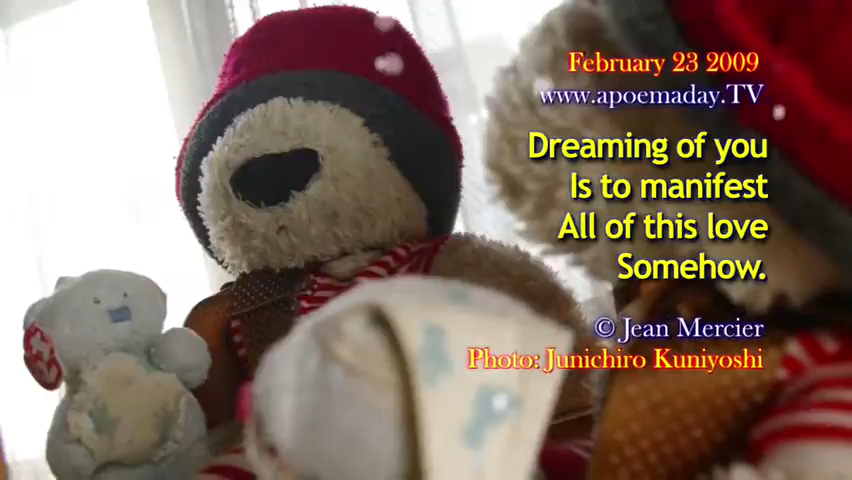 February 23 2009
www.apoemaday.TV
Dreaming of you
Is to manifest
All of this love
Somehow.
© Jean Mercier
Photo: Junichiro Kuniyoshi